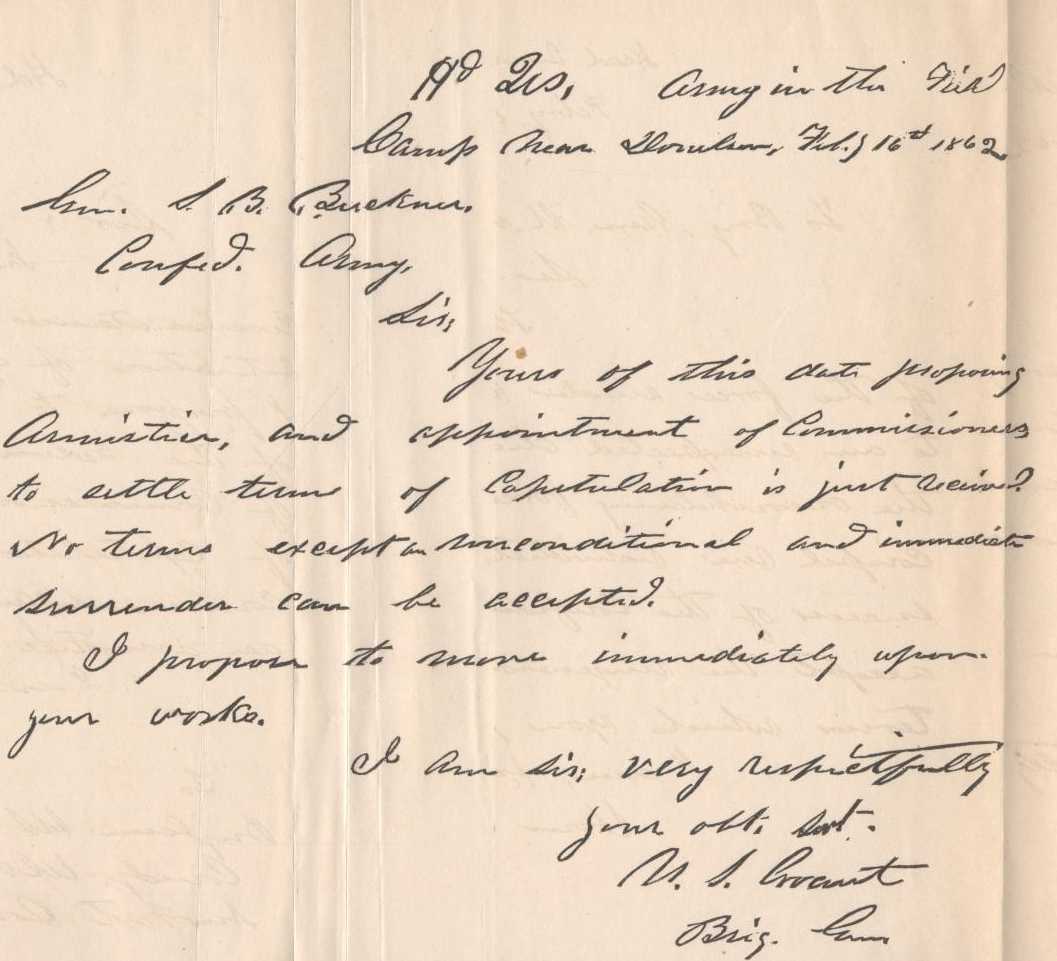 Hd Qrs, Army in the Field
Camp near Donelson, Feby 16th 1862
Gen. S. B. Buckner,
Confed. Army,
Sir;
Yours of this date proposing
Armistice, and appointment of Commissioners
to settle terms of Capitulation is just received.
No terms except an unconditional and immediate
surrender can be accepted.
I propose to move immediately upon
your works.
I am sir; very respectfully
your obt. svt.
U. S. Grant
Brig. Gen